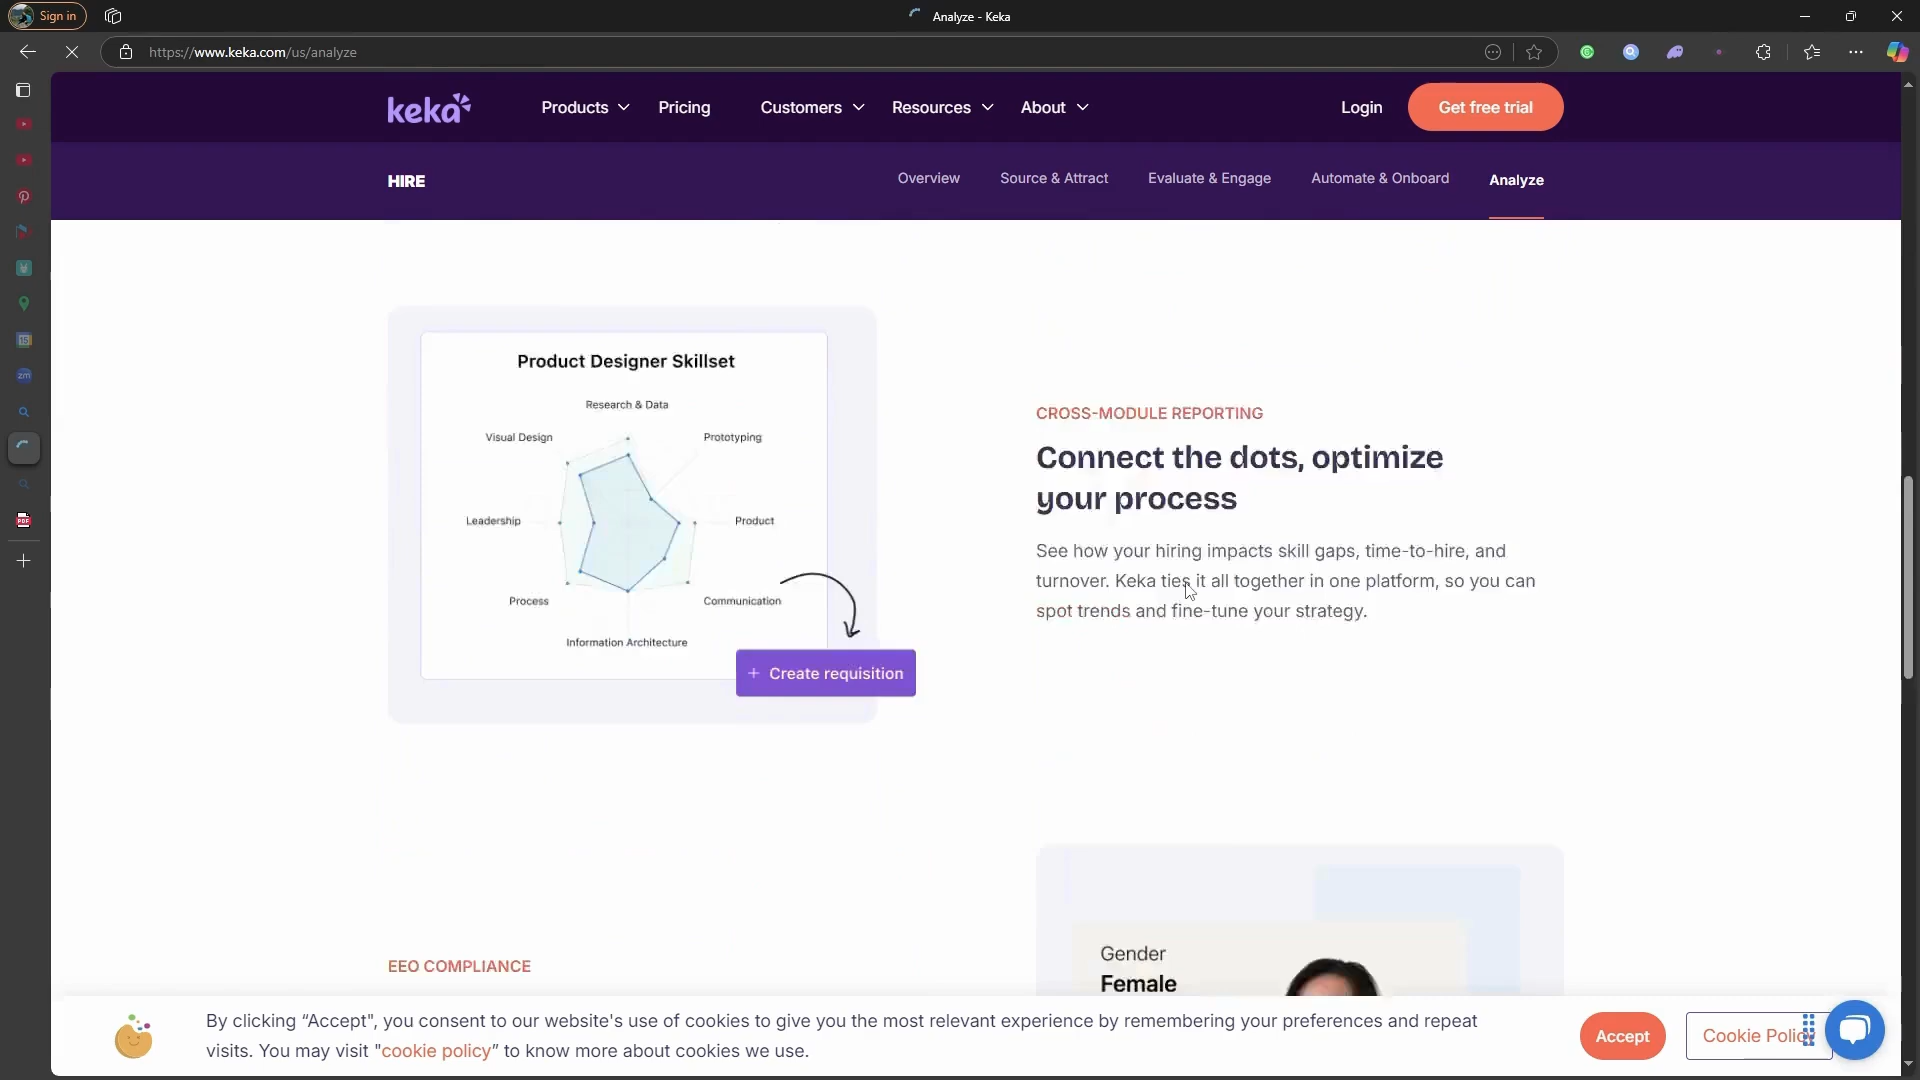 Sign in
Analyze - Keka
https://www.keka.com/us/analyze
keka
Products
Pricing
Customers
Resources
About
Login
Get free trial
HIRE
Overview
Source & Attract
Evaluate & Engage
Automate & Onboard
Analyze
Product Designer Skillset
Research & Data
Visual Design
Prototyping
Leadership
Product
Process
Communication
Information Architecture
+ Create requisition
CROSS-MODULE REPORTING
Connect the dots, optimize
your process
See how your hiring impacts skill gaps, time-to-hire, and
turnover. Keka ties it all together in one platform, so you can
spot trends and fine-tune your strategy.
EEO COMPLIANCE
Gender
Female
By clicking “Accept", you consent to our website's use of cookies to give you the most relevant experience by remembering your preferences and repeat
visits. You may visit "cookie policy” to know more about cookies we use.
Accept
Cookie Policy
zm
15
PDF